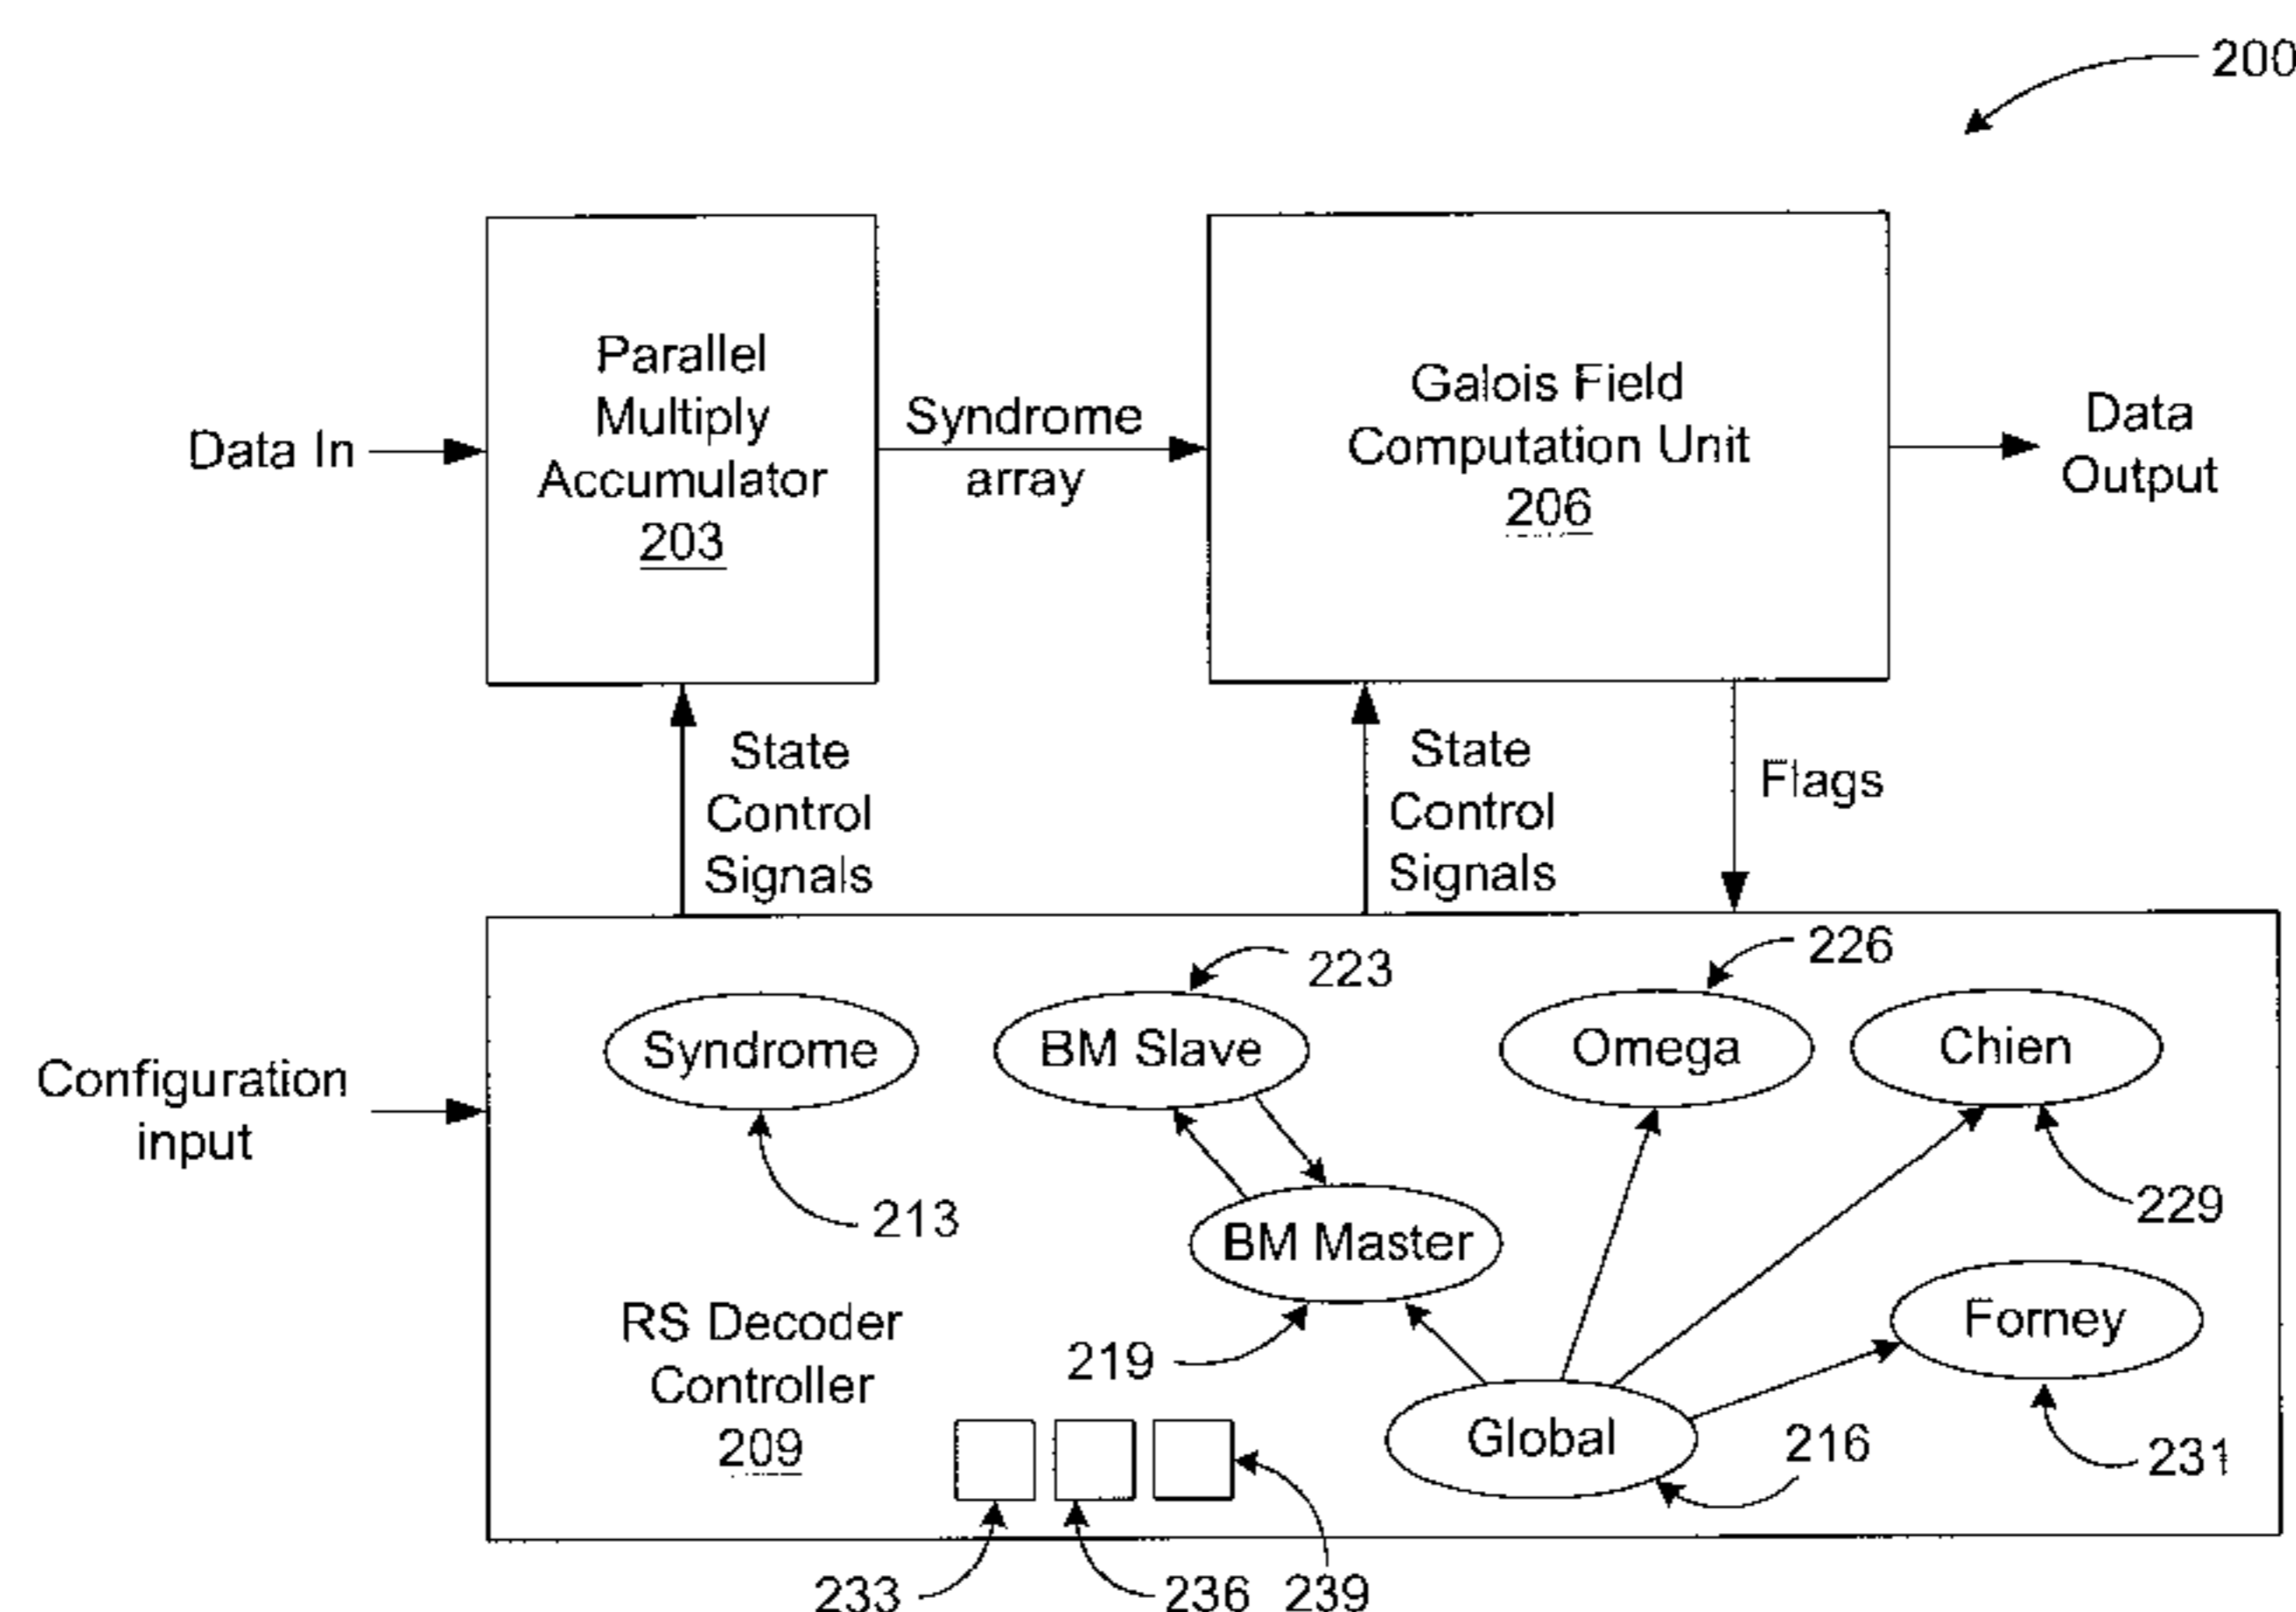 200
Parallel
Multiply
Accumulator
203
Galois Field
Computation Unit
206
Data In
Syndrome
array
Data
Output
State
Control
Signals
State
Control
Signals
Flags
223
226
Syndrome
BM Slave
Omega
Chien
Configuration
input
213
229
BM Master
RS Decoder
Controller
209
219
Forney
Global
216
231
233
236
239